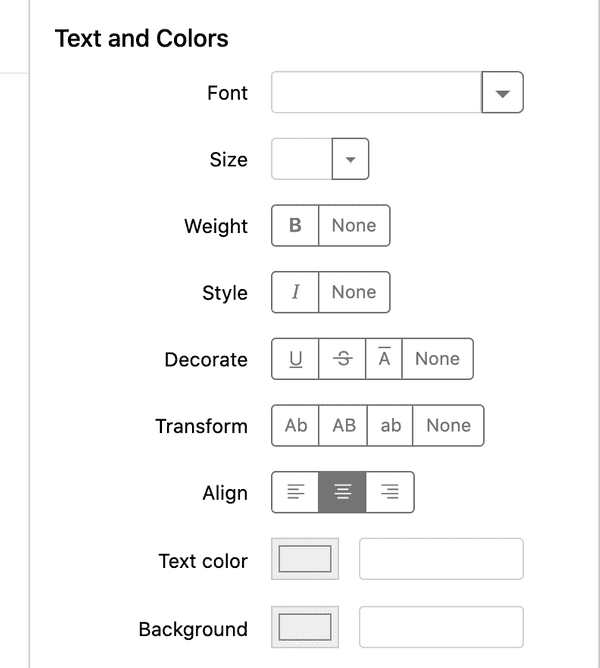 Text and Colors
Font
Size
Weight B None
Style I None
Decorate U S A None
Transform Ab AB ab None
Align
Text color
Background